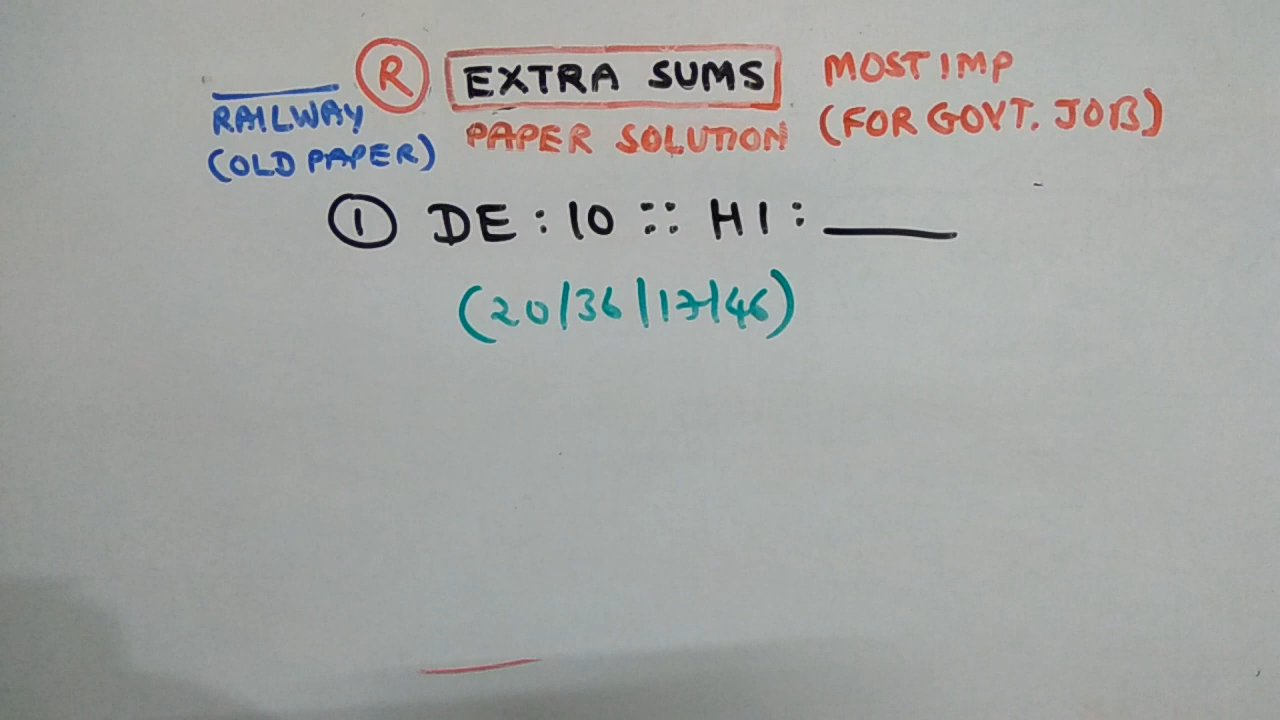 R EXTRA SUMS MOST IMP
RAILWAY PAPER SOLUTION (FOR GOVT. JOB)
(OLD PAPER)
1 DE : 10 :: HI : ____
(20/36/17/46)